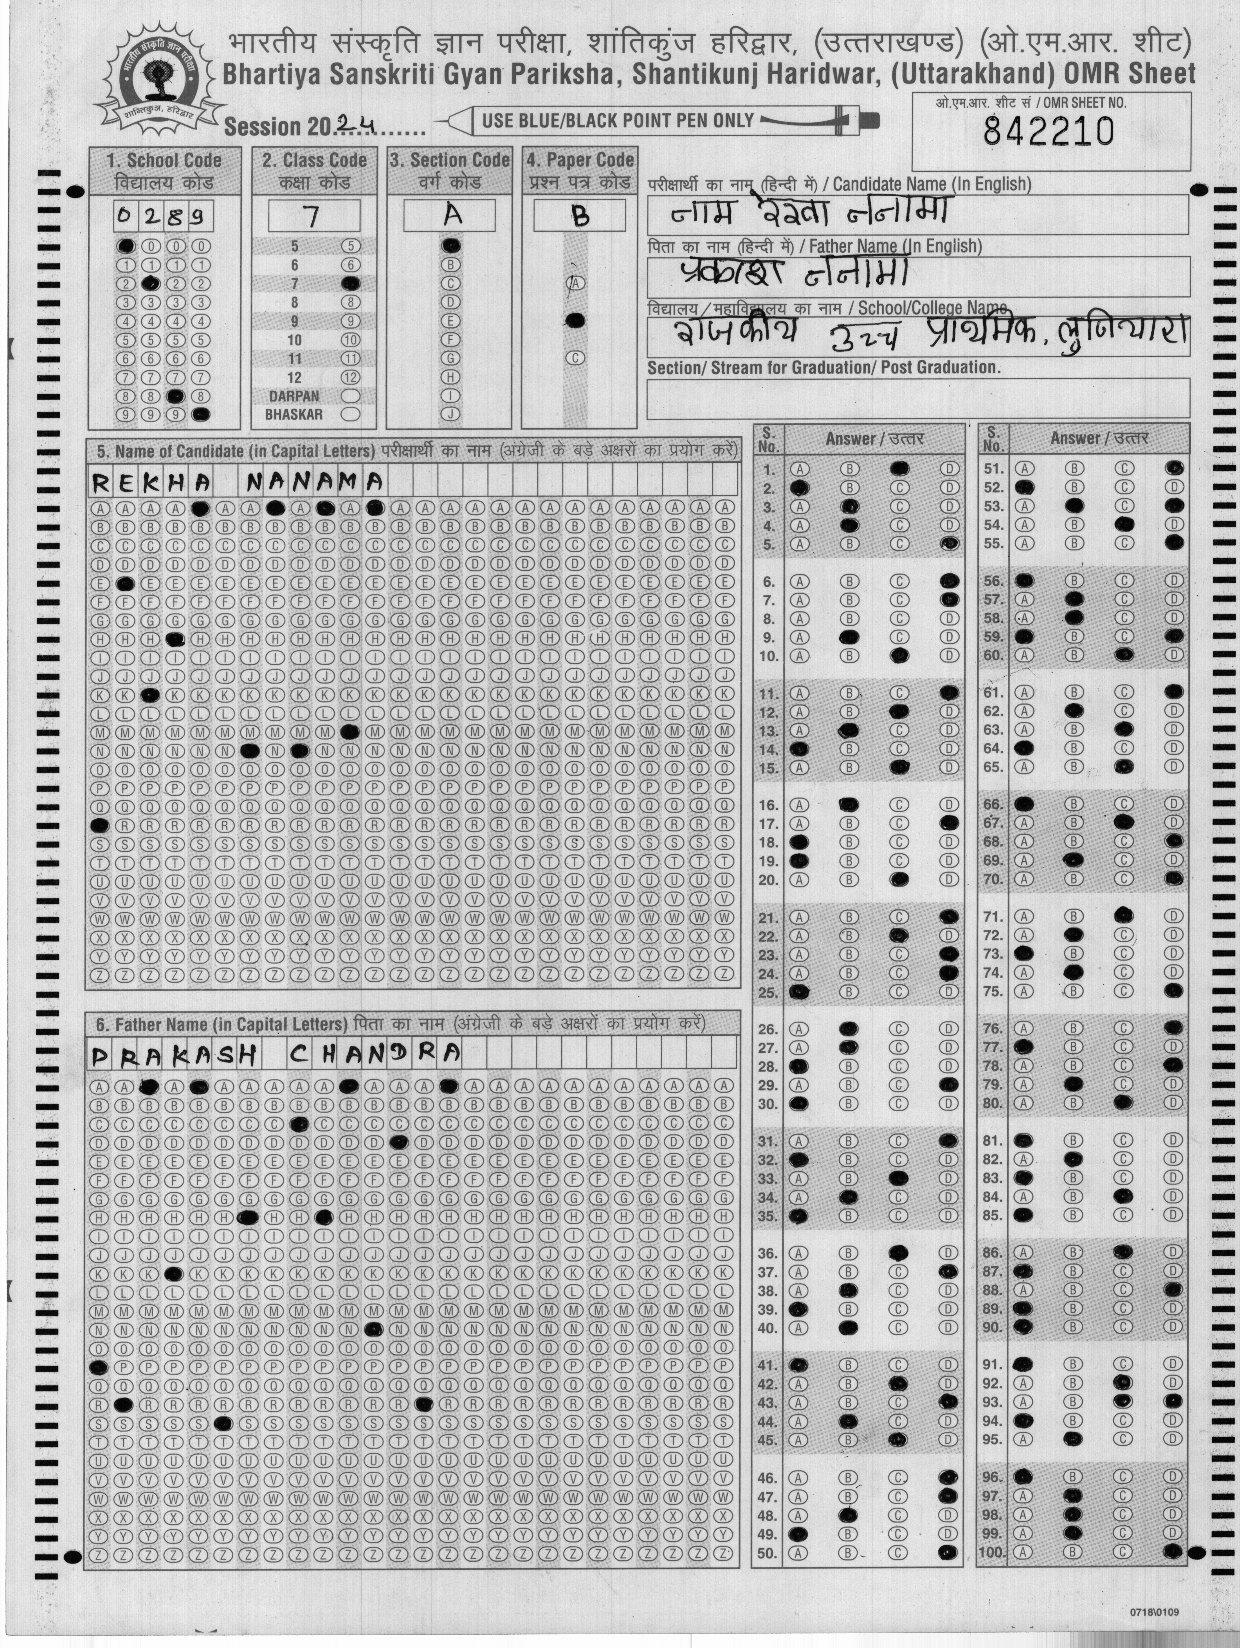 भारतीय संस्कृति ज्ञान परीक्षा, शांतिकुंज हरिद्वार, (उत्तराखण्ड) (ओ.एम.आर. शीट)
Bhartiya Sanskriti Gyan Pariksha, Shantikunj Haridwar, (Uttarakhand) OMR Sheet
Session 2024
USE BLUE/BLACK POINT PEN ONLY
ओ.एम.आर. शीट सं / OMR SHEET NO.
842210
1. School Code
विद्यालय कोड
0289
2. Class Code
कक्षा कोड
7
5
6
7
8
9
10
11
12
DARPAN
BHASKAR
3. Section Code
वर्ग कोड
A
4. Paper Code
प्रश्न पत्र कोड
B
परीक्षार्थी का नाम (हिन्दी में) / Candidate Name (In English)
नाम रेखा ननामा
पिता का नाम (हिन्दी में) / Father Name (In English)
प्रकाश ननामा
विद्यालय/महाविद्यालय का नाम / School/College Name
राजकीय उच्च प्राथमिक, लुजियारा
Section/ Stream for Graduation/ Post Graduation.
5. Name of Candidate (in Capital Letters) परीक्षार्थी का नाम (अंग्रेजी के बड़े अक्षरों का प्रयोग करें)
REKHA NANAMA
6. Father Name (in Capital Letters) पिता का नाम (अंग्रेजी के बड़े अक्षरों का प्रयोग करें)
PRAKASH CHANDRA
S. No. Answer / उत्तर
S. No. Answer / उत्तर
0718\0109